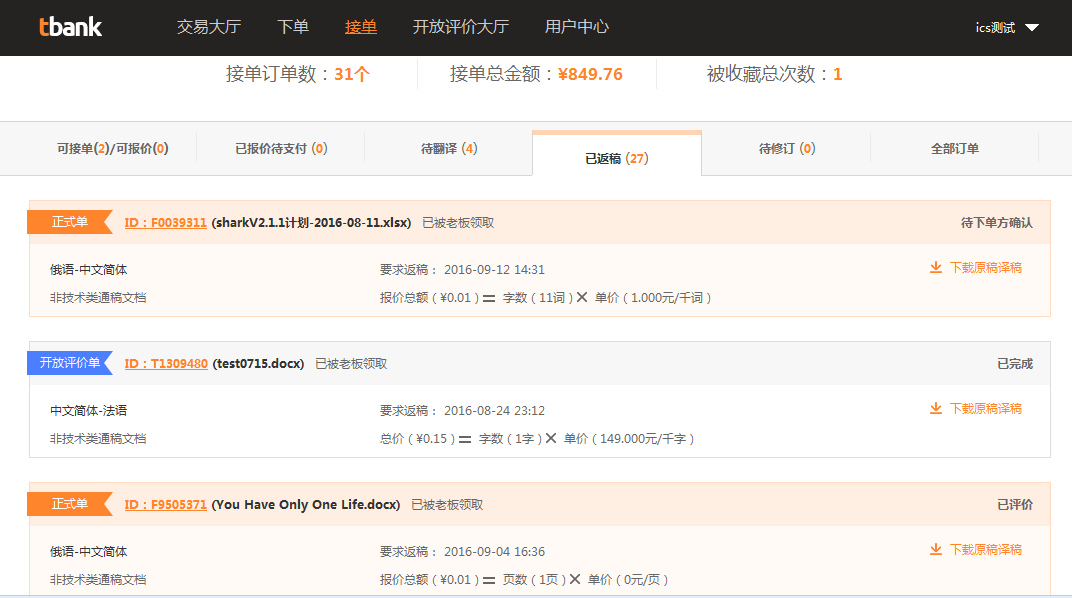 tbank 交易大厅 下单 接单 开放评价大厅 用户中心 ics测试
接单订单数：31个 接单总金额：¥849.76 被收藏总次数：1
可接单(2)/可报价(0) 已报价待支付 (0) 待翻译 (4) 已返稿 (27) 待修订 (0) 全部订单
正式单 ID：F0039311 (sharkV2.1.1计划-2016-08-11.xlsx) 已被老板领取 待下单方确认
俄语-中文简体 要求返稿： 2016-09-12 14:31 下载原稿译稿
非技术类通稿文档 报价总额 ( ¥0.01 ) = 字数 ( 11词 ) × 单价 ( 1.000元/千词 )
开放评价单 ID：T1309480 (test0715.docx) 已被老板领取 已完成
中文简体-法语 要求返稿： 2016-08-24 23:12 下载原稿译稿
非技术类通稿文档 总价 ( ¥0.15 ) = 字数 ( 1字 ) × 单价 ( 149.000元/千字 )
正式单 ID：F9505371 (You Have Only One Life.docx) 已被老板领取 已评价
俄语-中文简体 要求返稿： 2016-09-04 16:36 下载原稿译稿
非技术类通稿文档 报价总额 ( ¥0.01 ) = 页数 ( 1页 ) × 单价 ( 0元/页 )